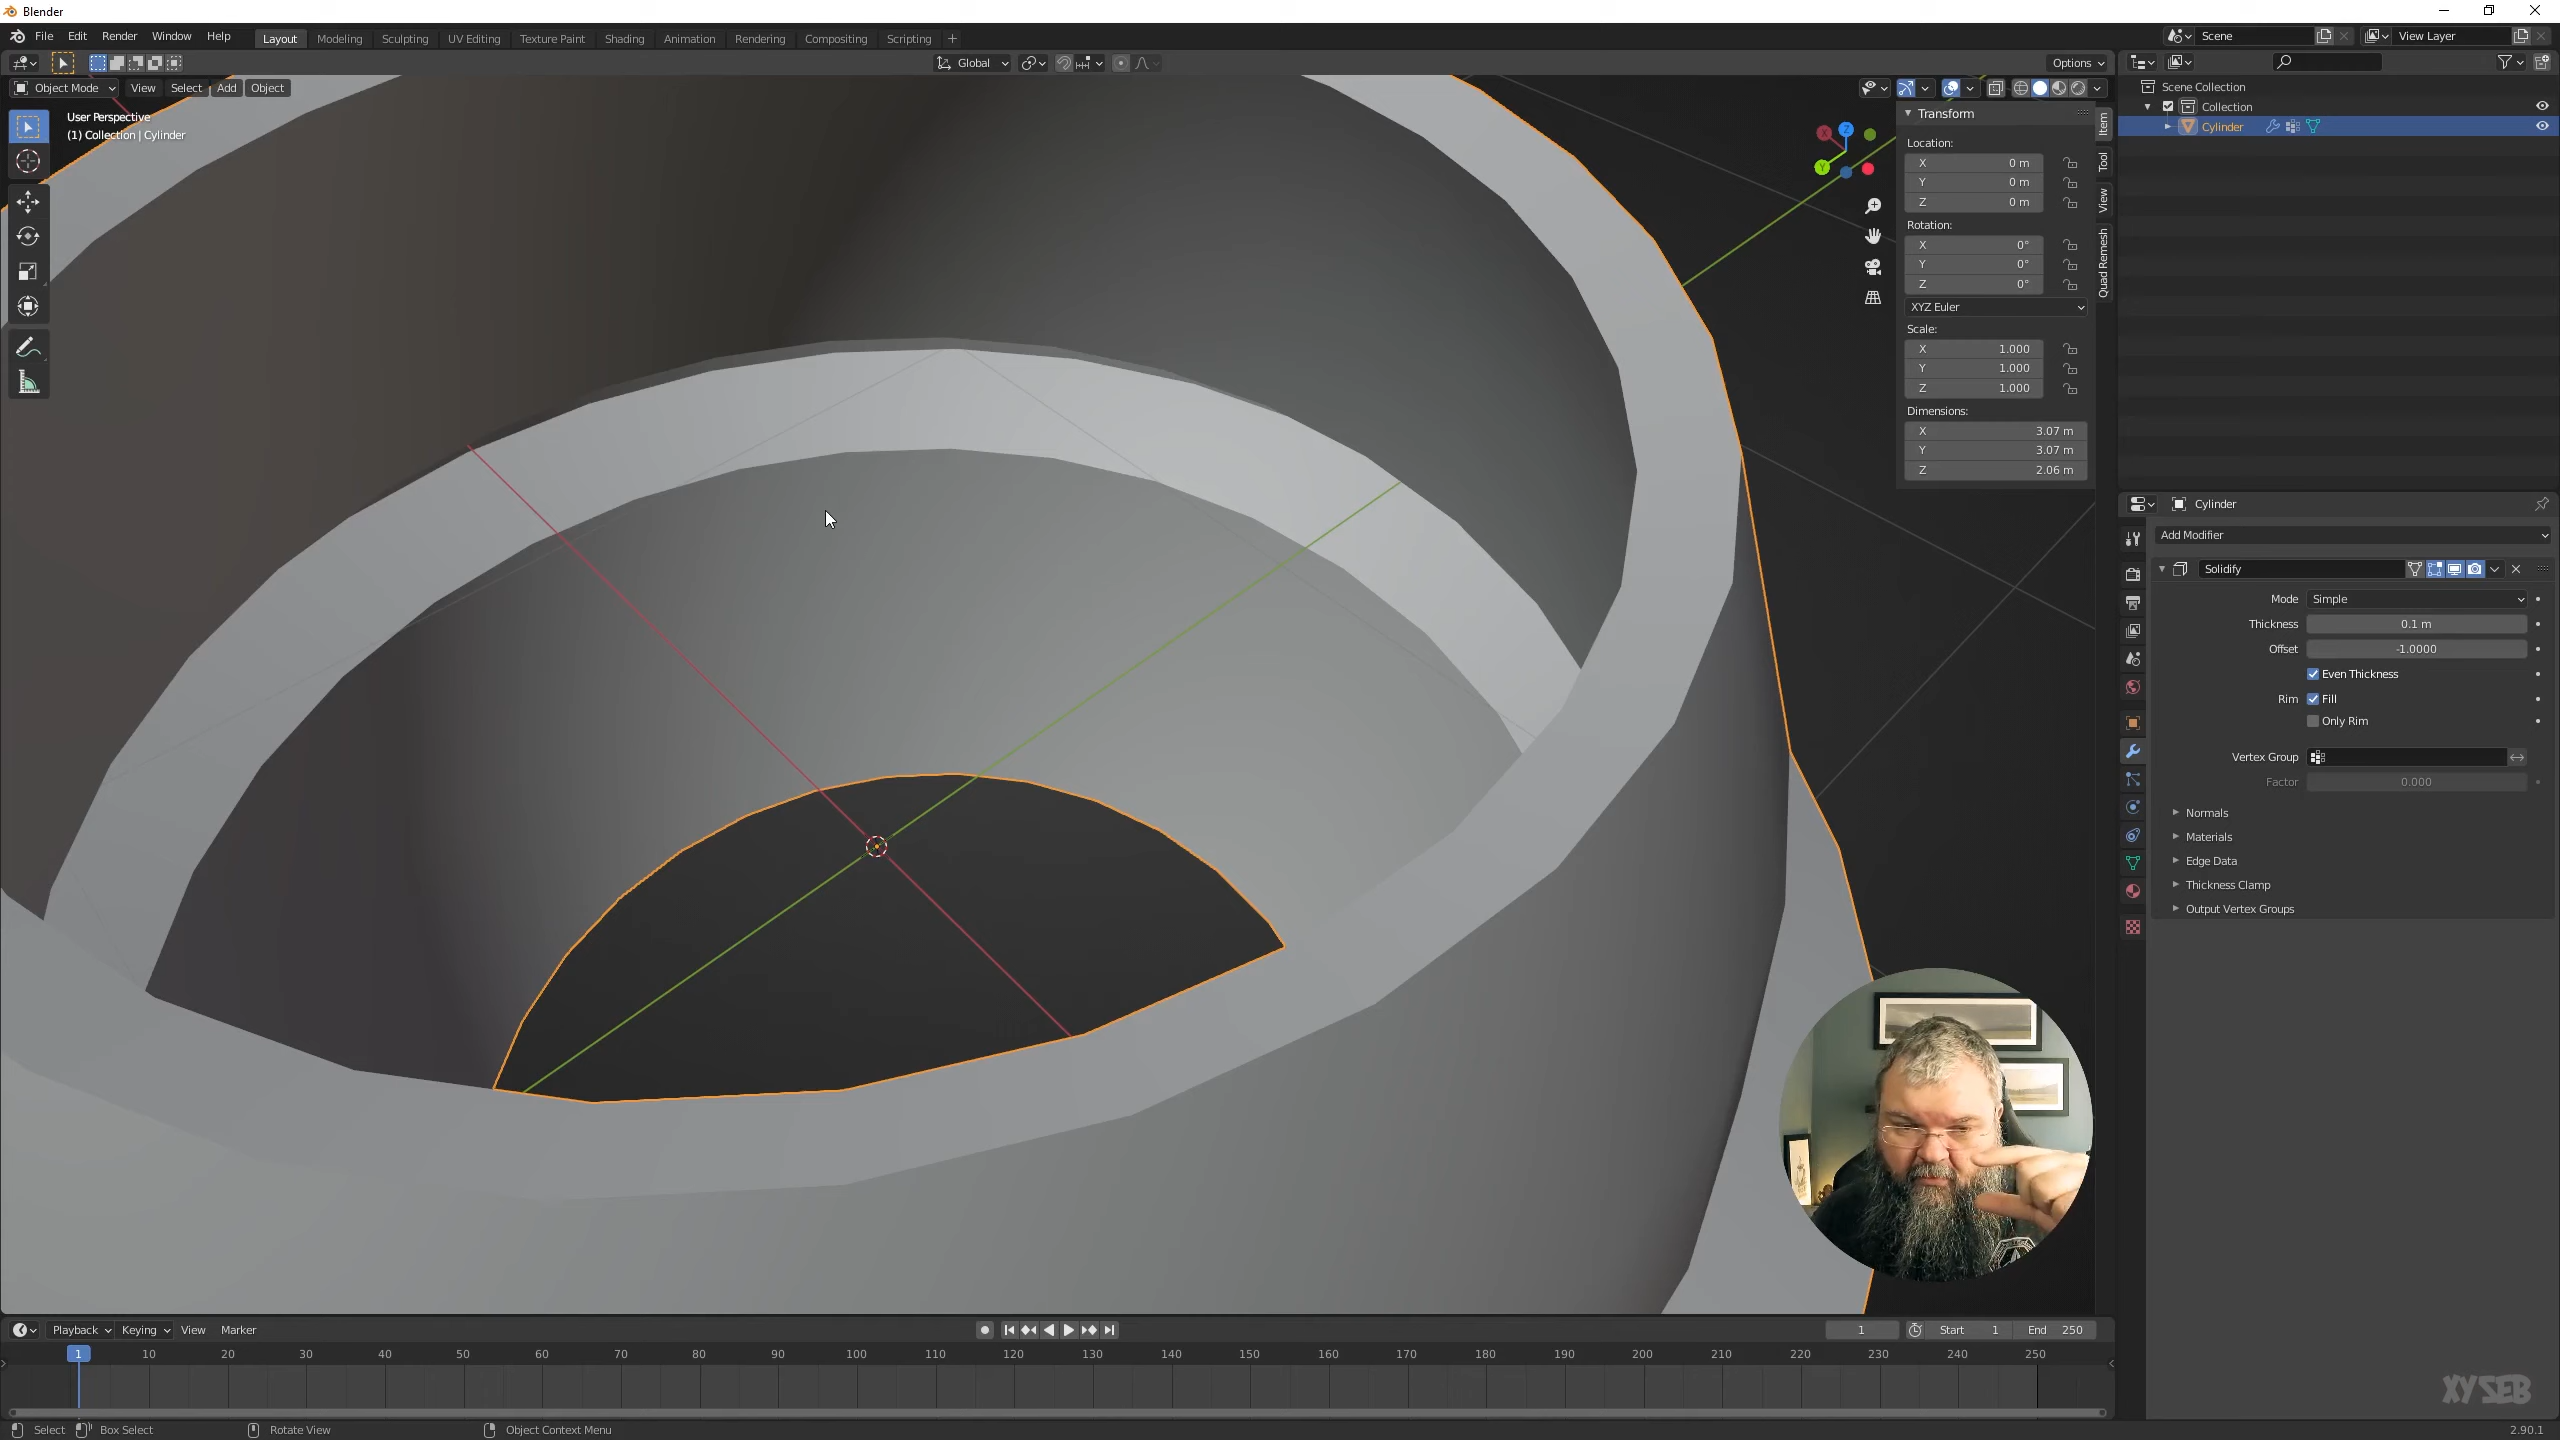 Blender
File Edit Render Window Help Layout Modeling Sculpting UV Editing Texture Paint Shading Animation Rendering Compositing Scripting + Scene View Layer
Global Options
Object Mode View Select Add Object
User Perspective
(1) Collection | Cylinder
X Z Y
Transform
Location:
X 0 m
Y 0 m
Z 0 m
Rotation:
X 0°
Y 0°
Z 0°
XYZ Euler
Scale:
X 1.000
Y 1.000
Z 1.000
Dimensions:
X 3.07 m
Y 3.07 m
Z 2.06 m
Item
Tool
View
Quad Remesh
Scene Collection
Collection
Cylinder
Cylinder
Add Modifier
Solidify
Mode Simple
Thickness 0.1 m
Offset -1.0000
Even Thickness
Rim Fill
Only Rim
Vertex Group
Factor 0.000
Normals
Materials
Edge Data
Thickness Clamp
Output Vertex Groups
Playback Keying View Marker 1 Start 1 End 250
1 10 20 30 40 50 60 70 80 90 100 110 120 130 140 150 160 170 180 190 200 210 220 230 240 250
XYSEB
Select Box Select Rotate View Object Context Menu 2.90.1